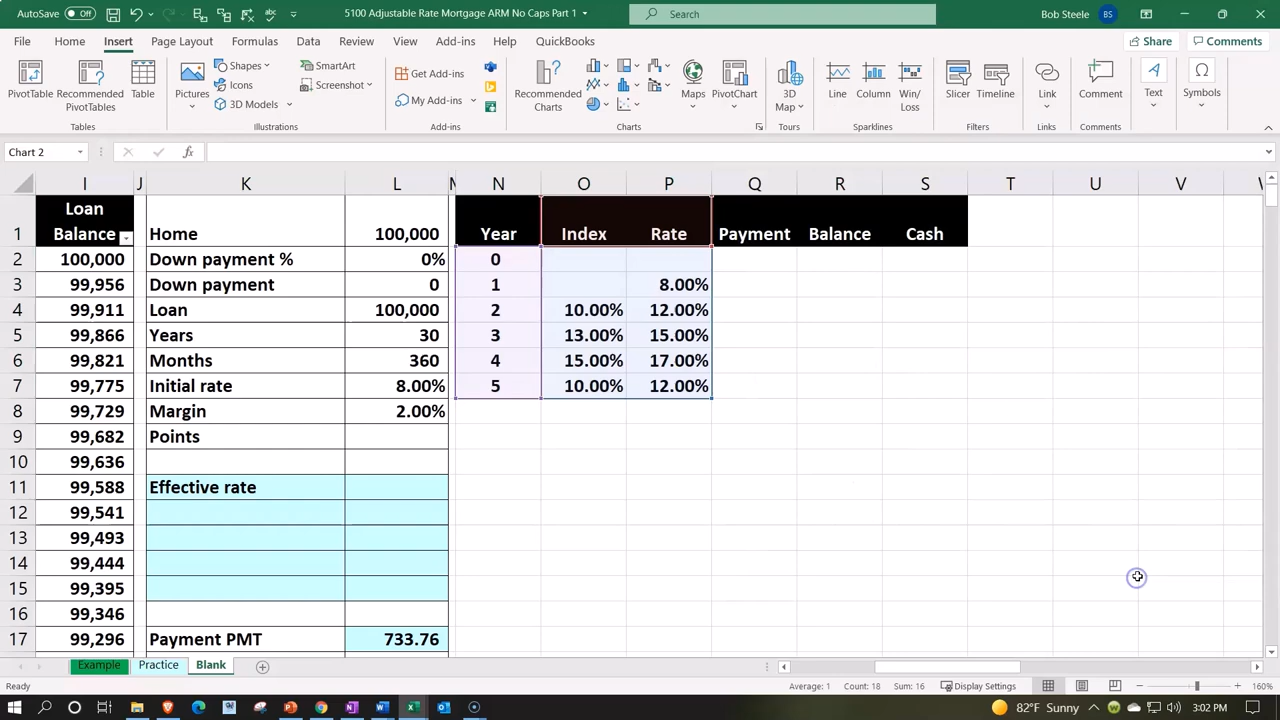 AutoSave Off 5100 Adjustable Rate Mortgage ARM No Caps Part 1 Search Bob Steele BS
File Home Insert Page Layout Formulas Data Review View Add-ins Help QuickBooks Share Comments
PivotTable Recommended PivotTables Table Pictures Shapes Icons 3D Models SmartArt Screenshot Get Add-ins My Add-ins Recommended Charts Maps PivotChart 3D Map Line Column Win/Loss Slicer Timeline Link Comment Text Symbols
Tables Illustrations Add-ins Charts Tours Sparklines Filters Links Comments
Chart 2 fx
I J K L M N O P Q R S T U V W
Loan
1 Balance Home 100,000 Year Index Rate Payment Balance Cash
2 100,000 Down payment % 0% 0
3 99,956 Down payment 0 1 8.00%
4 99,911 Loan 100,000 2 10.00% 12.00%
5 99,866 Years 30 3 13.00% 15.00%
6 99,821 Months 360 4 15.00% 17.00%
7 99,775 Initial rate 8.00% 5 10.00% 12.00%
8 99,729 Margin 2.00%
9 99,682 Points
10 99,636
11 99,588 Effective rate
12 99,541
13 99,493
14 99,444
15 99,395
16 99,346
17 99,296 Payment PMT 733.76
Example Practice Blank
Ready Average: 1 Count: 18 Sum: 16 Display Settings 160%
82°F Sunny 3:02 PM